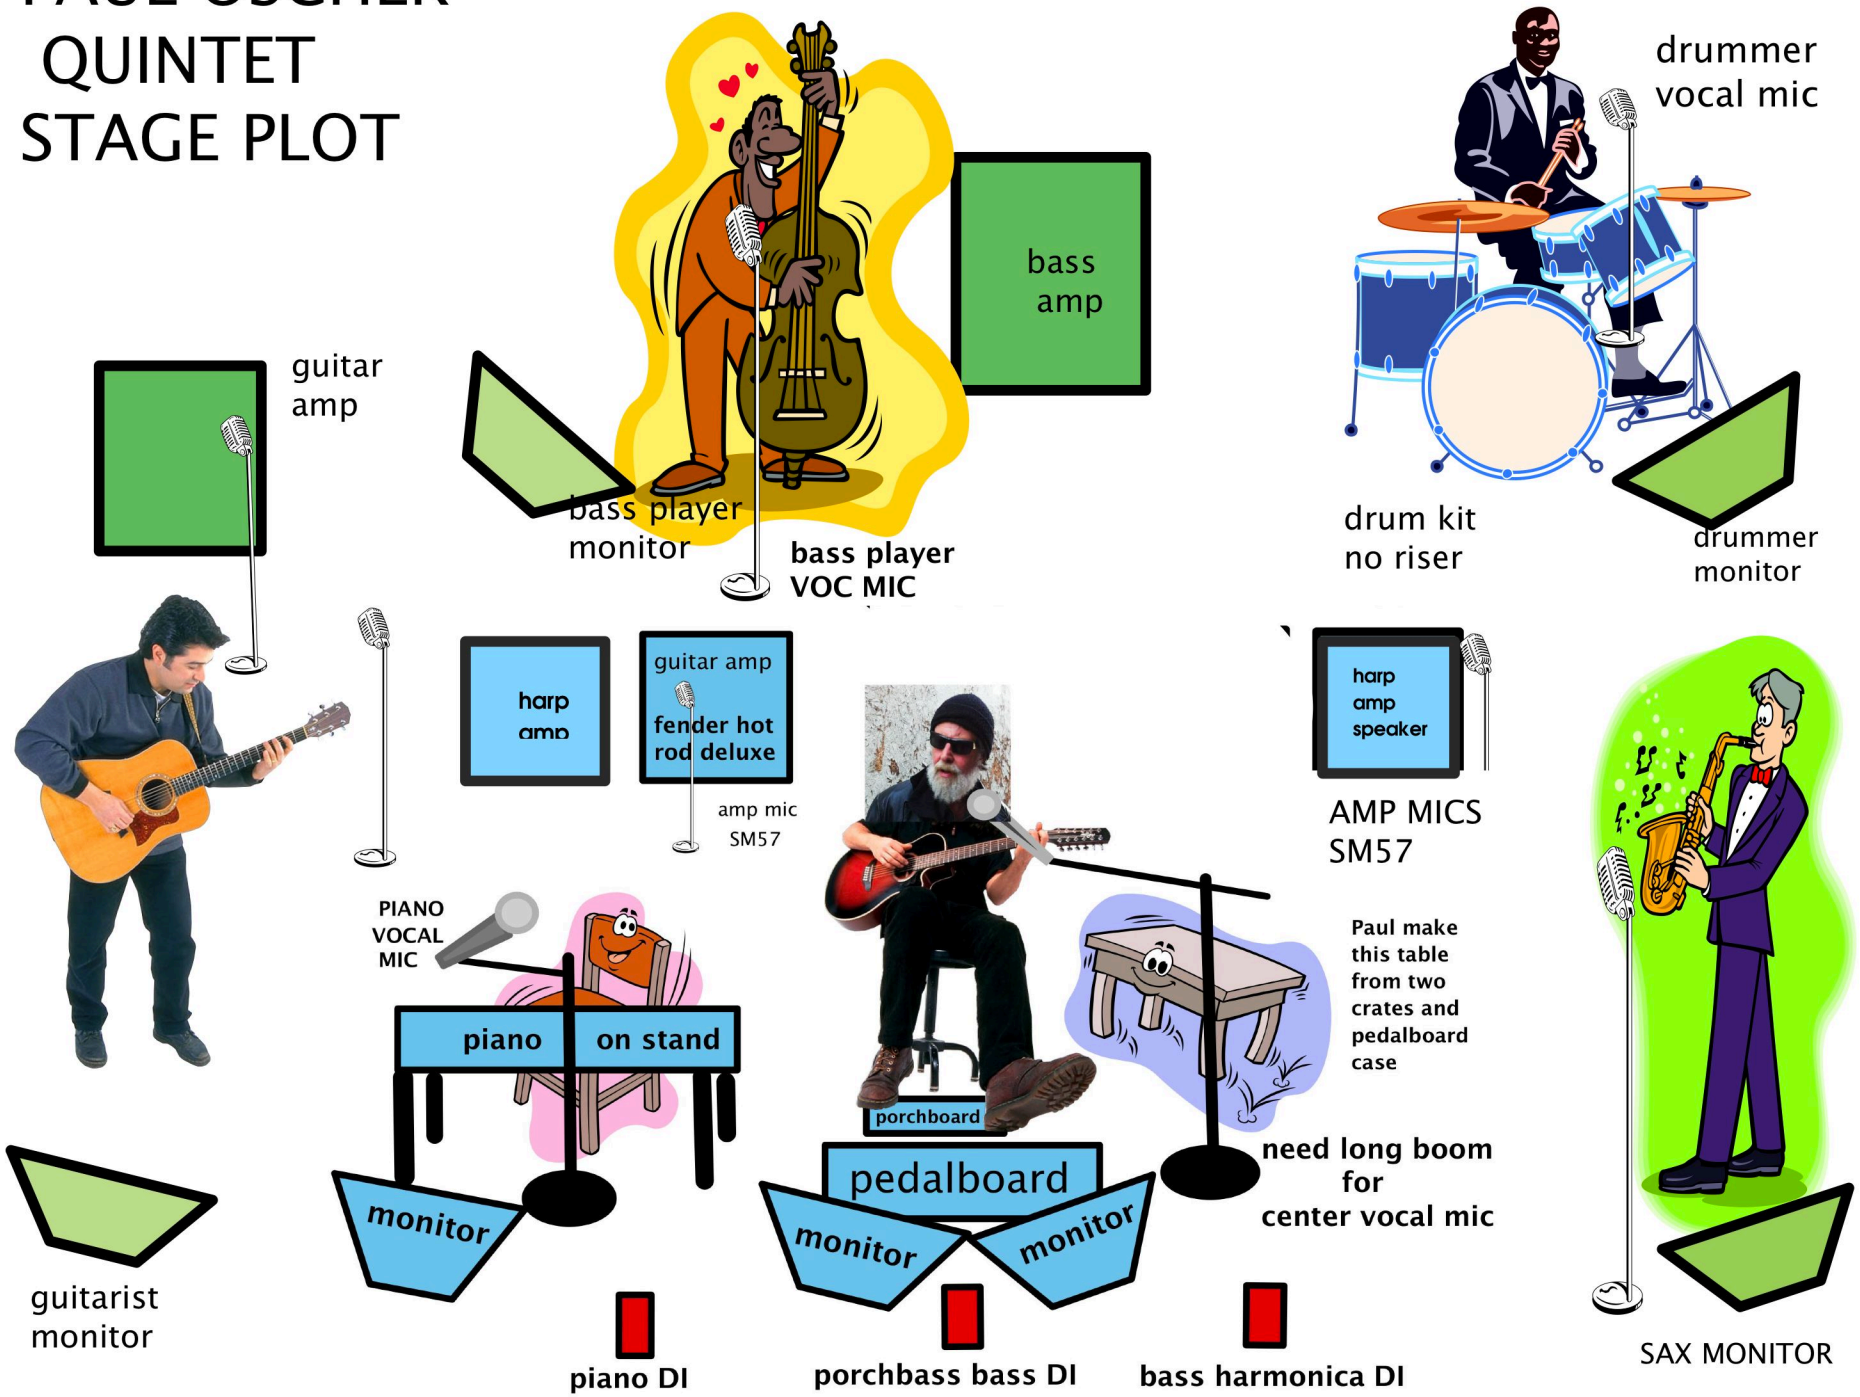 PAUL OSCHER
QUINTET
STAGE PLOT
drummer
vocal mic
bass
amp
guitar
amp
bass player
monitor
bass player
VOC MIC
drum kit
no riser
drummer
monitor
harp
amp
guitar amp
fender hot
rod deluxe
amp mic
SM57
harp
amp
speaker
AMP MICS
SM57
PIANO
VOCAL
MIC
piano on stand
Paul make
this table
from two
crates and
pedalboard
case
porchboard
pedalboard
need long boom
for
center vocal mic
monitor
monitor
monitor
guitarist
monitor
piano DI
porchbass bass DI
bass harmonica DI
SAX MONITOR